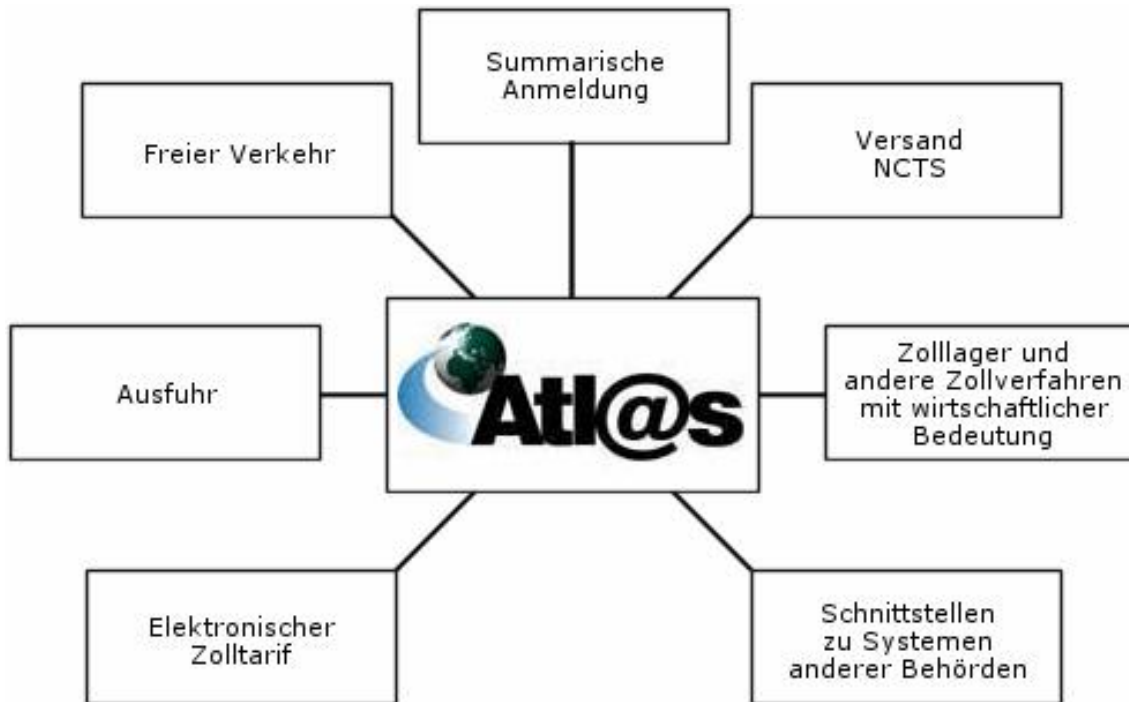 Summarische
Anmeldung
Freier Verkehr
Versand
NCTS
Atl@s
Ausfuhr
Zolllager und
andere Zollverfahren
mit wirtschaftlicher
Bedeutung
Elektronischer
Zolltarif
Schnittstellen
zu Systemen
anderer Behörden